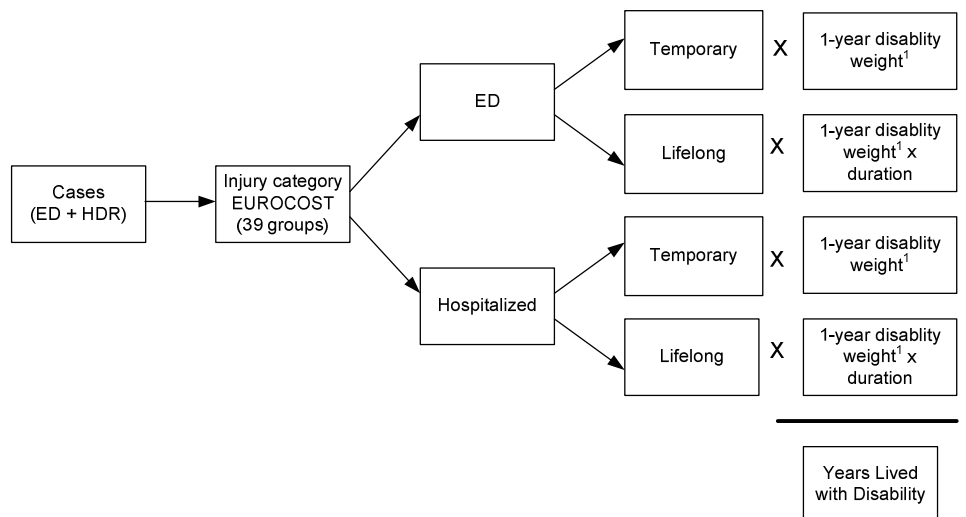 Cases
(ED + HDR)
Injury category
EUROCOST
(39 groups)
ED
Hospitalized
Temporary
X
1-year disablity
weight¹
Lifelong
X
1-year disablity
weight¹ x
duration
Temporary
X
1-year disablity
weight¹
Lifelong
X
1-year disablity
weight¹ x
duration
Years Lived
with Disability